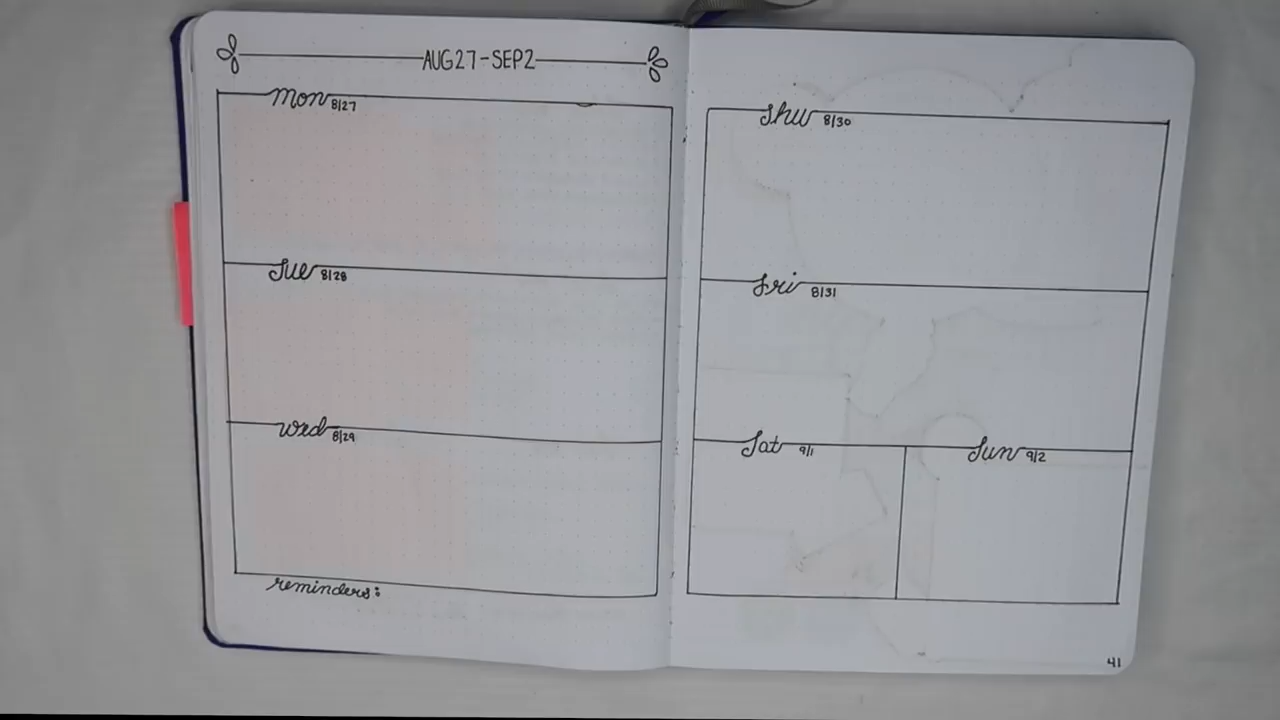 AUG27-SEP2
mon 8/27
tue 8/28
wed 8/29
reminders:
thu 8/30
fri 8/31
sat 9/1
sun 9/2
41